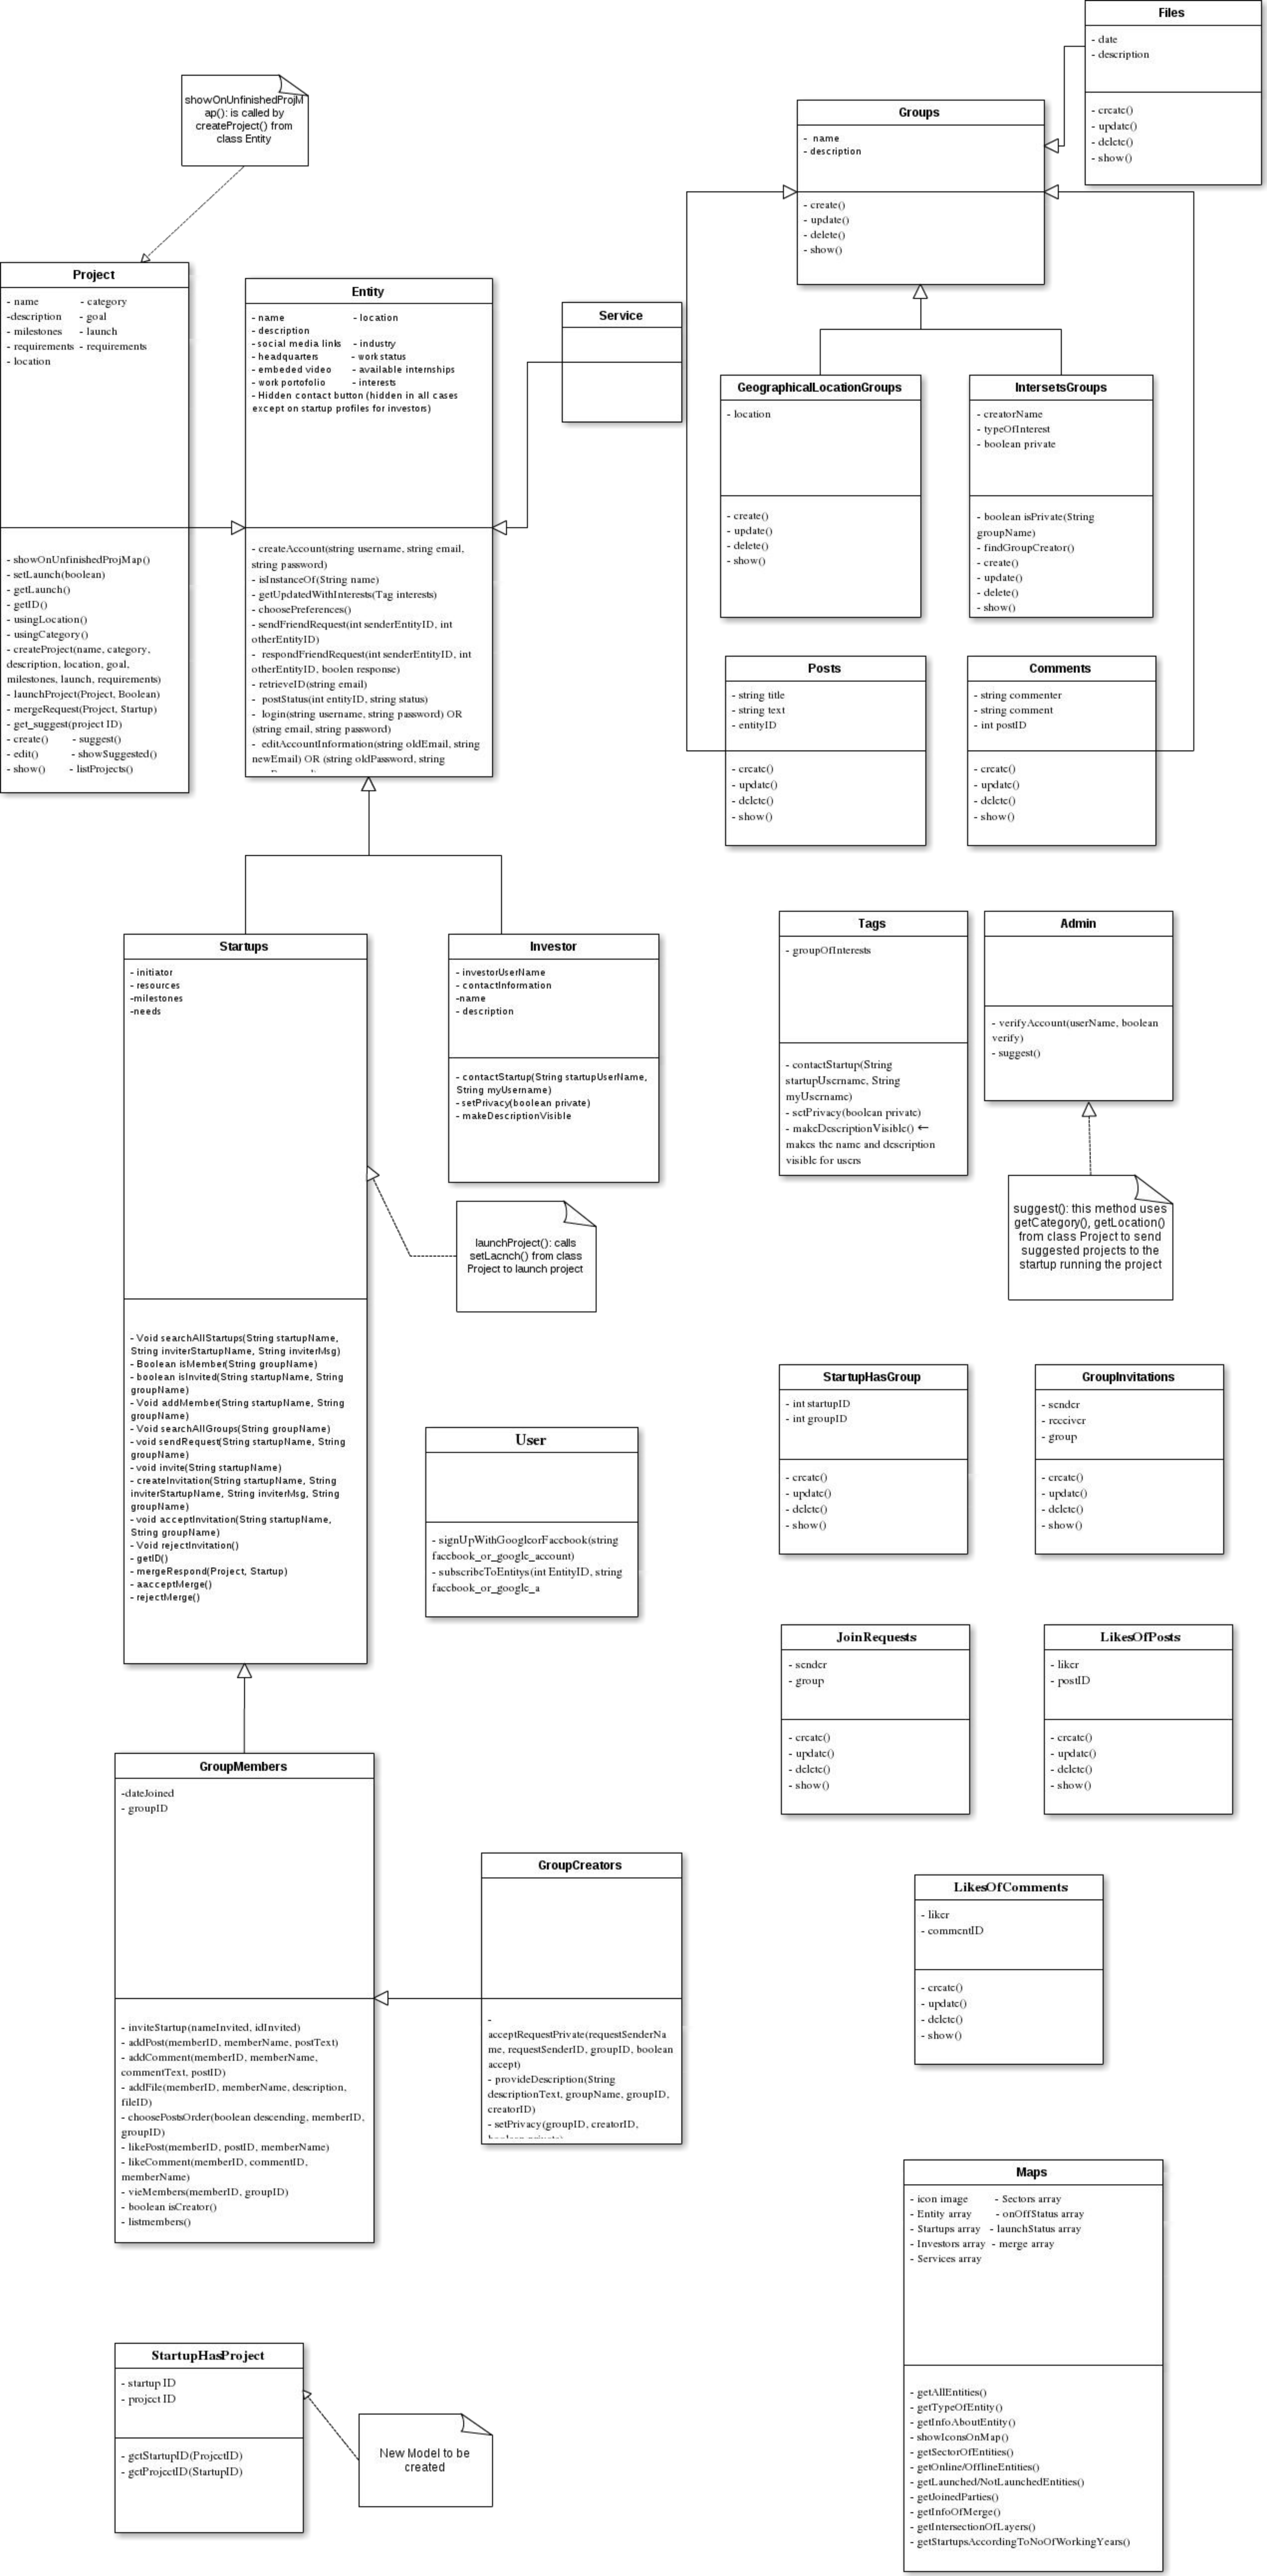 Files
- date
- description
- create()
- update()
- delete()
- show()
showOnUnfinishedProjM
ap(): is called by
createProject() from
class Entity
Groups
- name
- description
- create()
- update()
- delete()
- show()
Project
- name - category
-description - goal
- milestones - launch
- requirements - requirements
- location
- showOnUnfinishedProjMap()
- setLaunch(boolean)
- getLaunch()
- getID()
- usingLocation()
- usingCategory()
- createProject(name, category,
description, location, goal,
milestones, launch, requirements)
- launchProject(Project, Boolean)
- mergeRequest(Project, Startup)
- get_suggest(project ID)
- create() - suggest()
- edit() - showSuggested()
- show() - listProjects()
Entity
- name - location
- description
- social media links - industry
- headquarters - work status
- embeded video - available internships
- work portofolio - interests
- Hidden contact button (hidden in all cases
except on startup profiles for investors)
- createAccount(string username, string email,
string password)
- isInstanceOf(String name)
- getUpdatedWithInterests(Tag interests)
- choosePreferences()
- sendFriendRequest(int senderEntityID, int
otherEntityID)
- respondFriendRequest(int senderEntityID, int
otherEntityID, boolen response)
- retrieveID(string email)
- postStatus(int entityID, string status)
- login(string username, string password) OR
(string email, string password)
- editAccountInformation(string oldEmail, string
newEmail) OR (string oldPassword, string
Service
GeographicalLocationGroups
- location
- create()
- update()
- delete()
- show()
IntersetsGroups
- creatorName
- typeOfInterest
- boolean private
- boolean isPrivate(String
groupName)
- findGroupCreator()
- create()
- update()
- delete()
- show()
Posts
- string title
- string text
- entityID
- create()
- update()
- delete()
- show()
Comments
- string commenter
- string comment
- int postID
- create()
- update()
- delete()
- show()
Startups
- initiator
- resources
-milestones
-needs
- Void searchAllStartups(String startupName,
String inviterStartupName, String inviterMsg)
- Boolean isMember(String groupName)
- boolean isInvited(String startupName, String
groupName)
- Void addMember(String startupName, String
groupName)
- Void searchAllGroups(String groupName)
- void sendRequest(String startupName, String
groupName)
- void invite(String startupName)
- createInvitation(String startupName, String
inviterStartupName, String inviterMsg, String
groupName)
- void acceptInvitation(String startupName,
String groupName)
- Void rejectInvitation()
- getID()
- mergeRespond(Project, Startup)
- aacceptMerge()
- rejectMerge()
Investor
- investorUserName
- contactInformation
-name
- description
- contactStartup(String startupUserName,
String myUsername)
- setPrivacy(boolean private)
- makeDescriptionVisible
launchProject(): calls
setLacnch() from class
Project to launch project
Tags
- groupOfInterests
- contactStartup(String
startupUsername, String
myUsername)
- setPrivacy(boolean private)
- makeDescriptionVisible() ←
makes the name and description
visible for users
Admin
- verifyAccount(userName, boolean
verify)
- suggest()
suggest(): this method uses
getCategory(), getLocation()
from class Project to send
suggested projects to the
startup running the project
StartupHasGroup
- int startupID
- int groupID
- create()
- update()
- delete()
- show()
GroupInvitations
- sender
- receiver
- group
- create()
- update()
- delete()
- show()
User
- signUpWithGoogleorFacebook(string
facebook_or_google_account)
- subscribeToEntitys(int EntityID, string
facebook_or_google_a
JoinRequests
- sender
- group
- create()
- update()
- delete()
- show()
LikesOfPosts
- liker
- postID
- create()
- update()
- delete()
- show()
GroupMembers
-dateJoined
- groupID
- inviteStartup(nameInvited, idInvited)
- addPost(memberID, memberName, postText)
- addComment(memberID, memberName,
commentText, postID)
- addFile(memberID, memberName, description,
fileID)
- choosePostsOrder(boolean descending, memberID,
groupID)
- likePost(memberID, postID, memberName)
- likeComment(memberID, commentID,
memberName)
- vieMembers(memberID, groupID)
- boolean isCreator()
- listmembers()
GroupCreators
-
acceptRequestPrivate(requestSenderNa
me, requestSenderID, groupID, boolean
accept)
- provideDescription(String
descriptionText, groupName, groupID,
creatorID)
- setPrivacy(groupID, creatorID,
LikesOfComments
- liker
- commentID
- create()
- update()
- delete()
- show()
Maps
- icon image - Sectors array
- Entity array - onOffStatus array
- Startups array - launchStatus array
- Investors array - merge array
- Services array
- getAllEntities()
- getTypeOfEntity()
- getInfoAboutEntity()
- showIconsOnMap()
- getSectorOfEntities()
- getOnline/OfflineEntities()
- getLaunched/NotLaunchedEntities()
- getJoinedParties()
- getInfoOfMerge()
- getIntersectionOfLayers()
- getStartupsAccordingToNoOfWorkingYears()
StartupHasProject
- startup ID
- project ID
- getStartupID(ProjectID)
- getProjectID(StartupID)
New Model to be
created